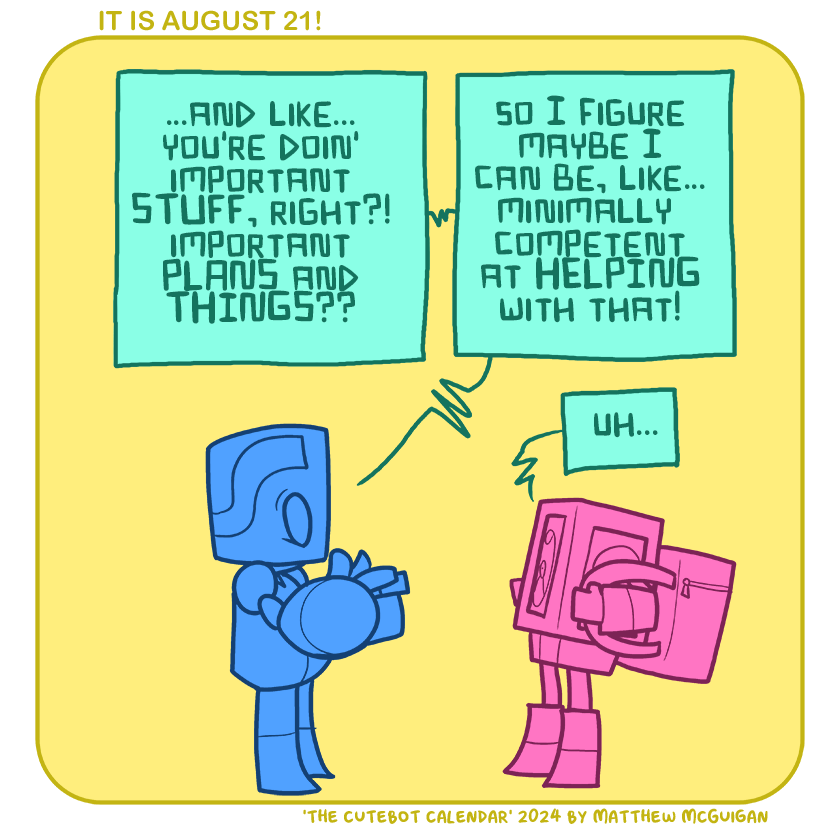 IT IS AUGUST 21!
...AND LIKE...
YOU'RE DOIN'
IMPORTANT
STUFF, RIGHT?!
IMPORTANT
PLANS AND
THINGS??
SO I FIGURE
MAYBE I
CAN BE, LIKE...
MINIMALLY
COMPETENT
AT HELPING
WITH THAT!
UH...
'THE CUTEBOT CALENDAR' 2024 BY MATTHEW MCGUIGAN